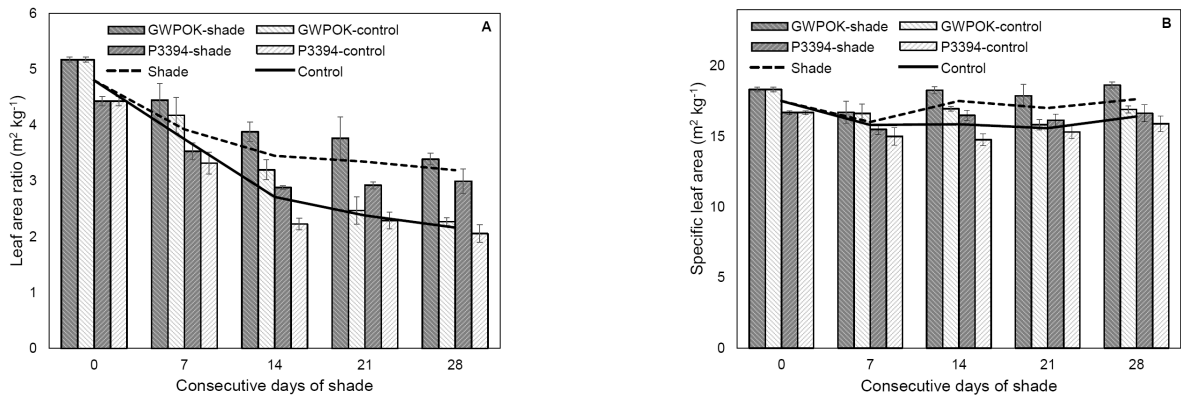 A
GWPOK-shade GWPOK-control
P3394-shade P3394-control
Shade Control
Leaf area ratio (m² kg⁻¹)
6
5
4
3
2
1
0
0 7 14 21 28
Consecutive days of shade
B
GWPOK-shade GWPOK-control
P3394-shade P3394-control
Shade Control
Specific leaf area (m² kg⁻¹)
20
15
10
5
0
0 7 14 21 28
Consecutive days of shade